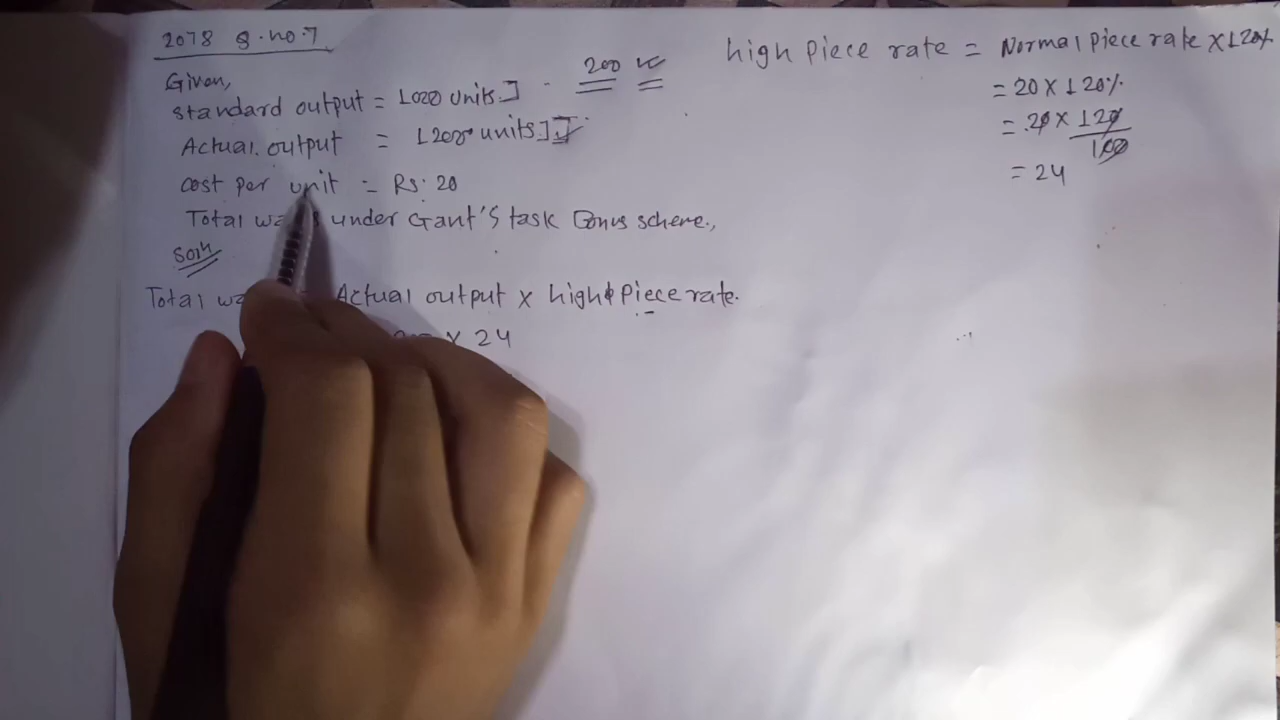 2078 Q.no.7
Given,
standard output = 1000 units] - 200
Actual output = 1200 units]
cost per unit = Rs. 20
Total under Gant's task Bonus scheme.,
Soln
Total Actual output x high piece rate.
x 24
high piece rate = Normal piece rate x 120%
= 20 x 120%
= 20 x 120/100
= 24